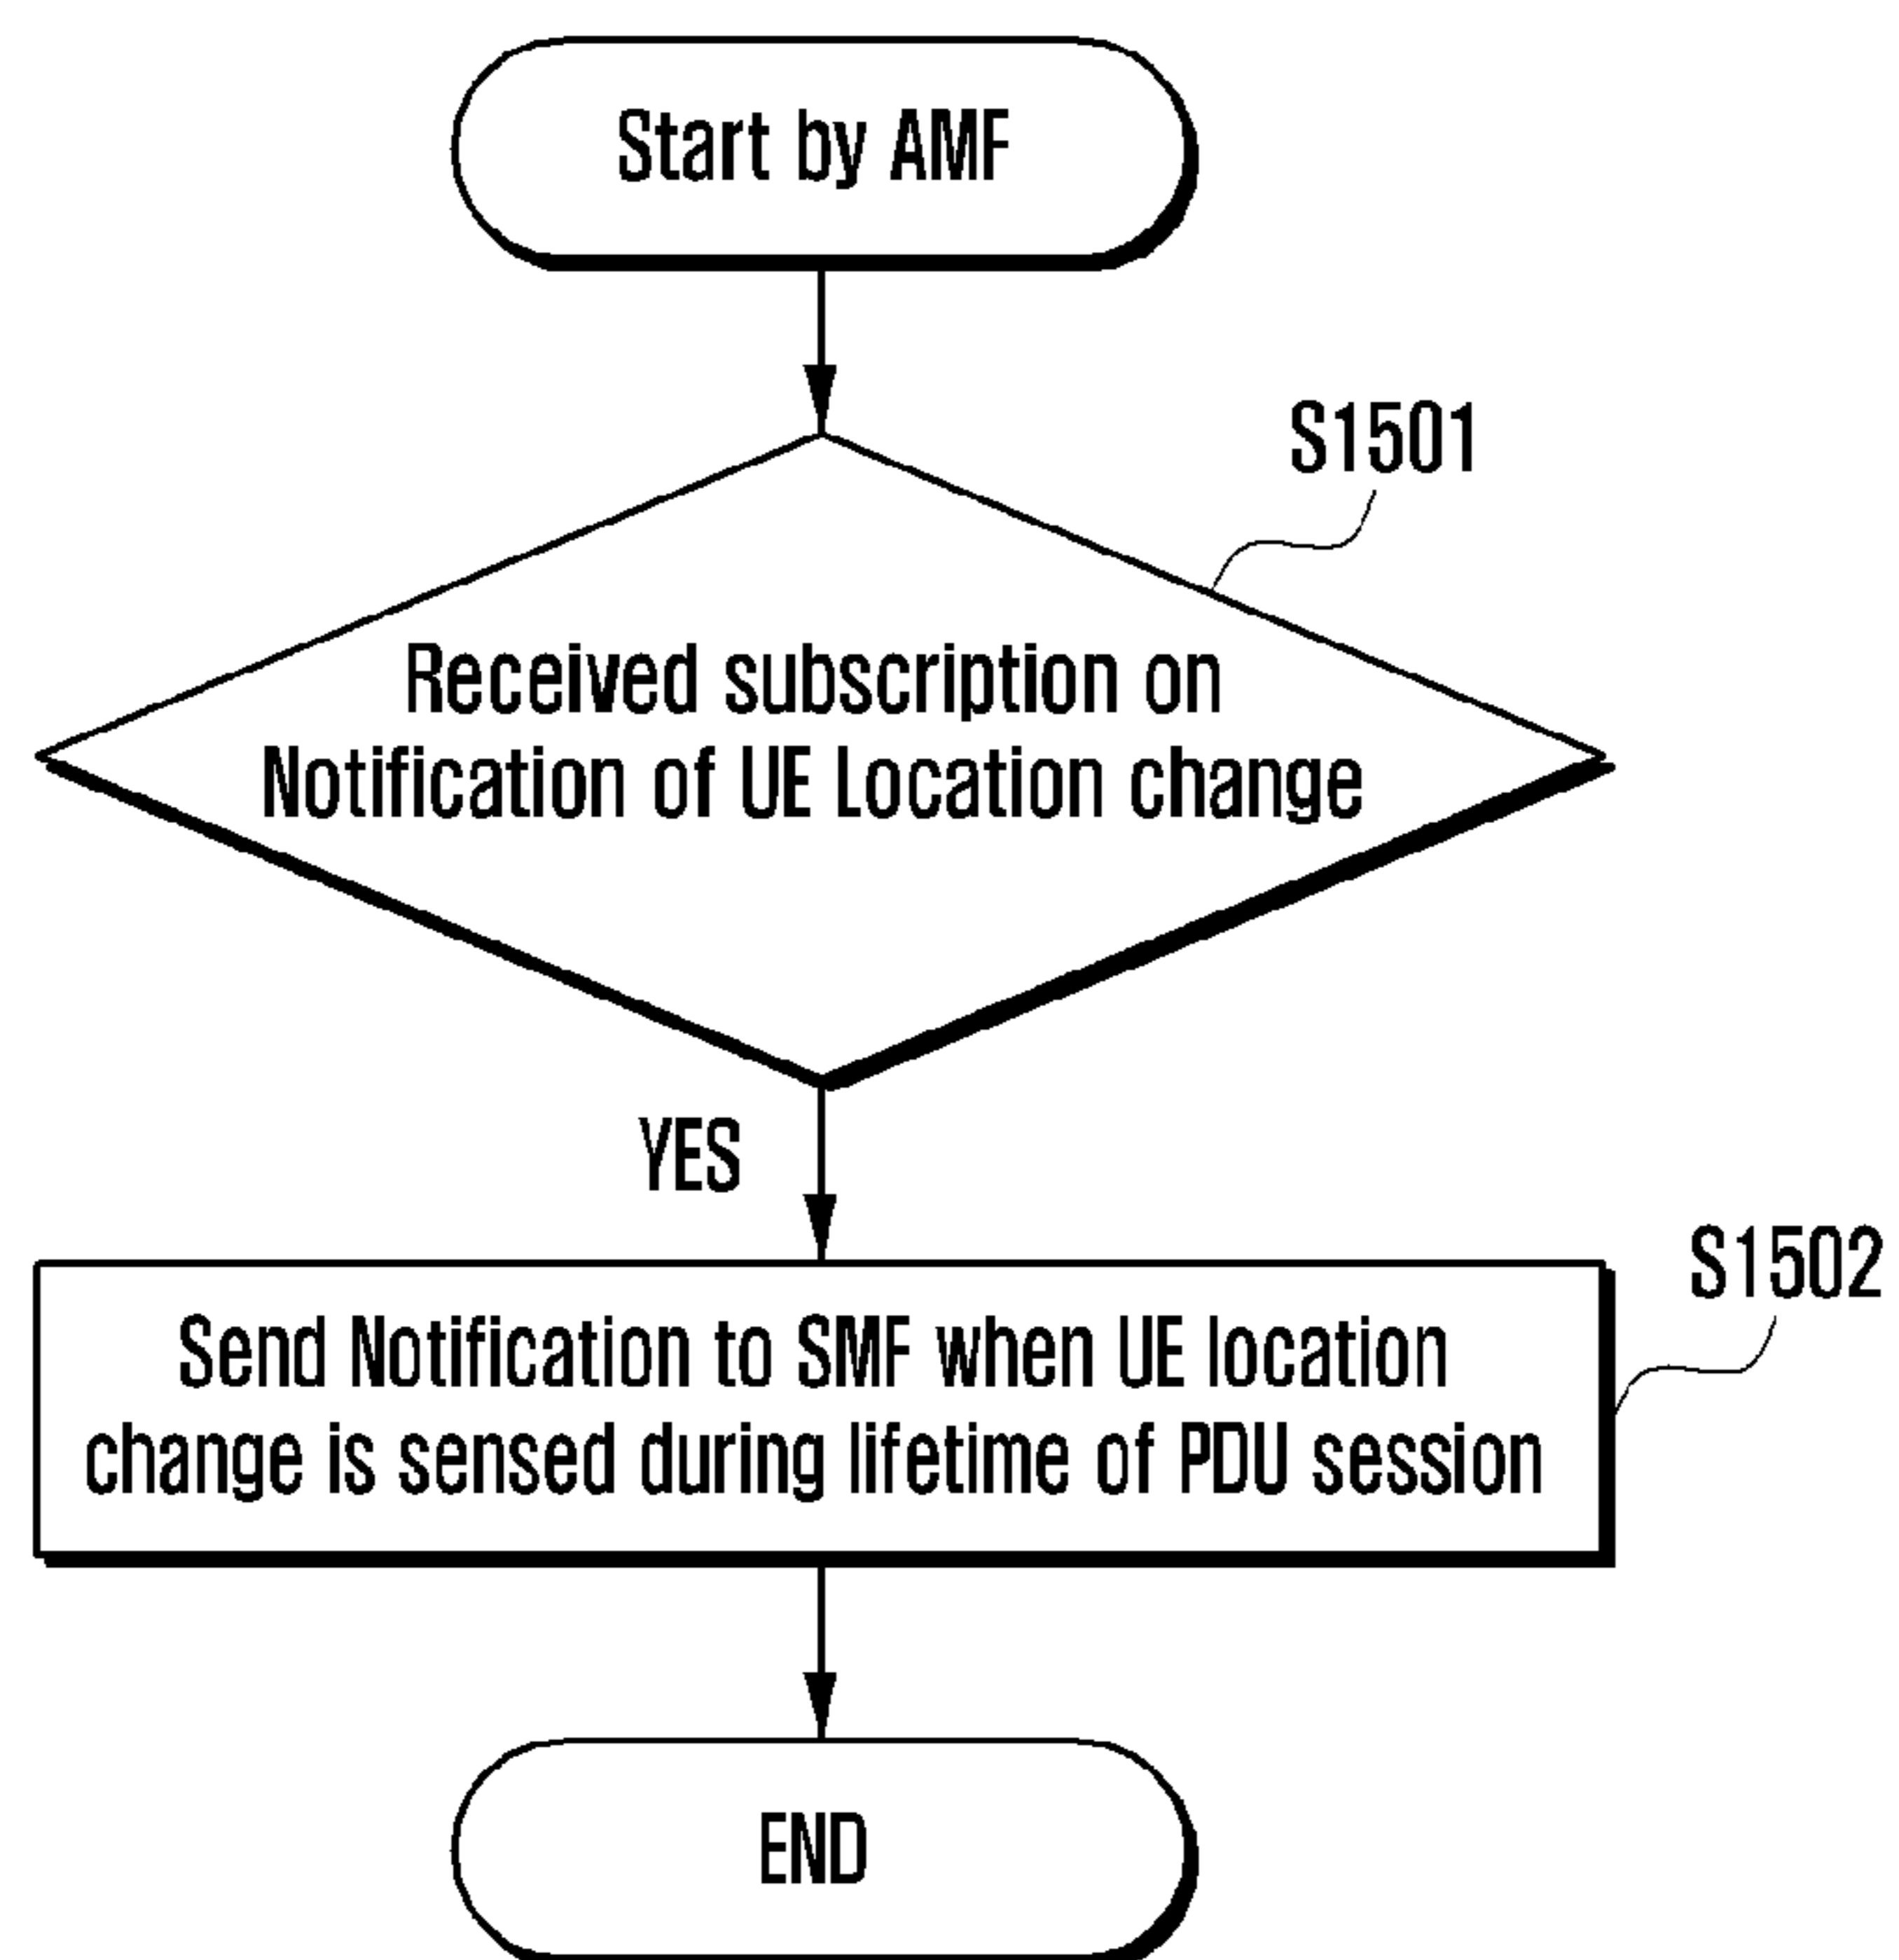 Start by AMF
S1501
Received subscription on
Notification of UE Location change
YES
S1502
Send Notification to SMF when UE location
change is sensed during lifetime of PDU session
END